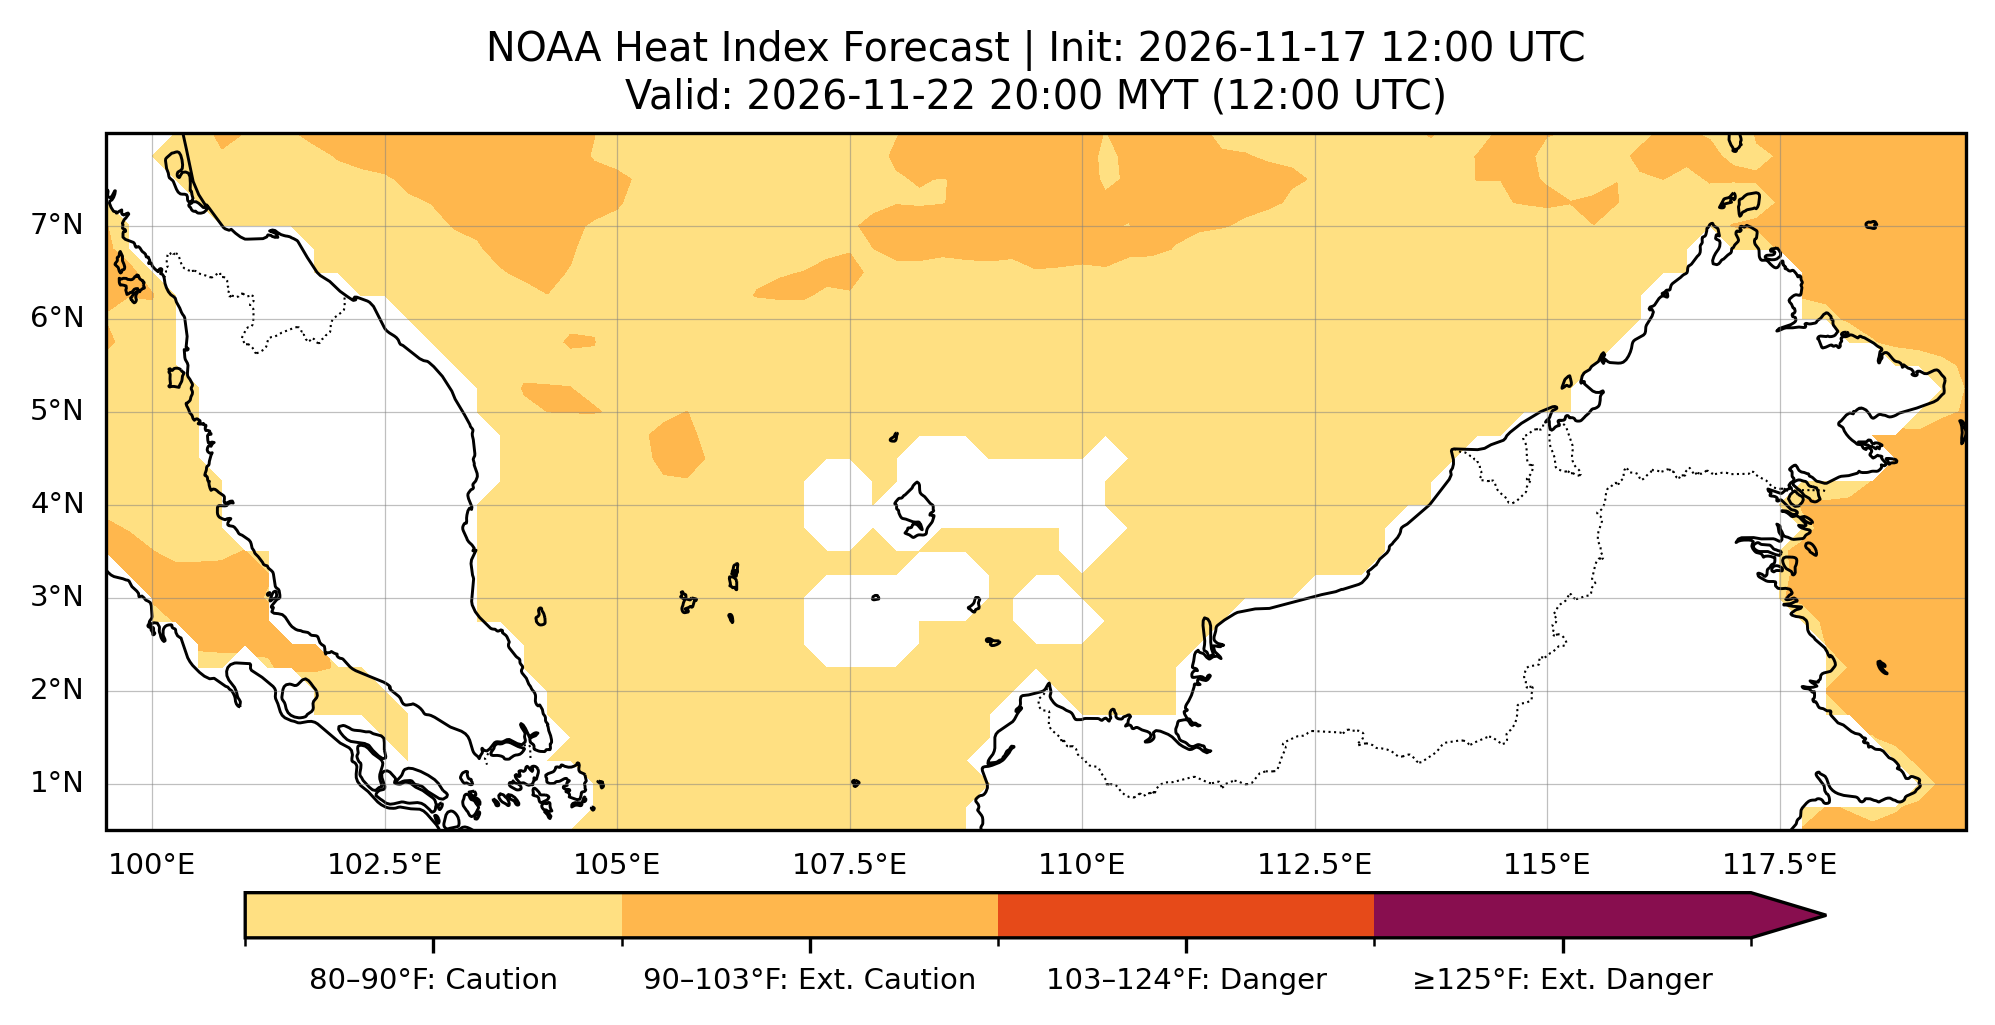 NOAA Heat Index Forecast | Init: 2026-11-17 12:00 UTC
Valid: 2026-11-22 20:00 MYT (12:00 UTC)
7°N
6°N
5°N
4°N
3°N
2°N
1°N
100°E
102.5°E
105°E
107.5°E
110°E
112.5°E
115°E
117.5°E
80–90°F: Caution
90–103°F: Ext. Caution
103–124°F: Danger
≥125°F: Ext. Danger